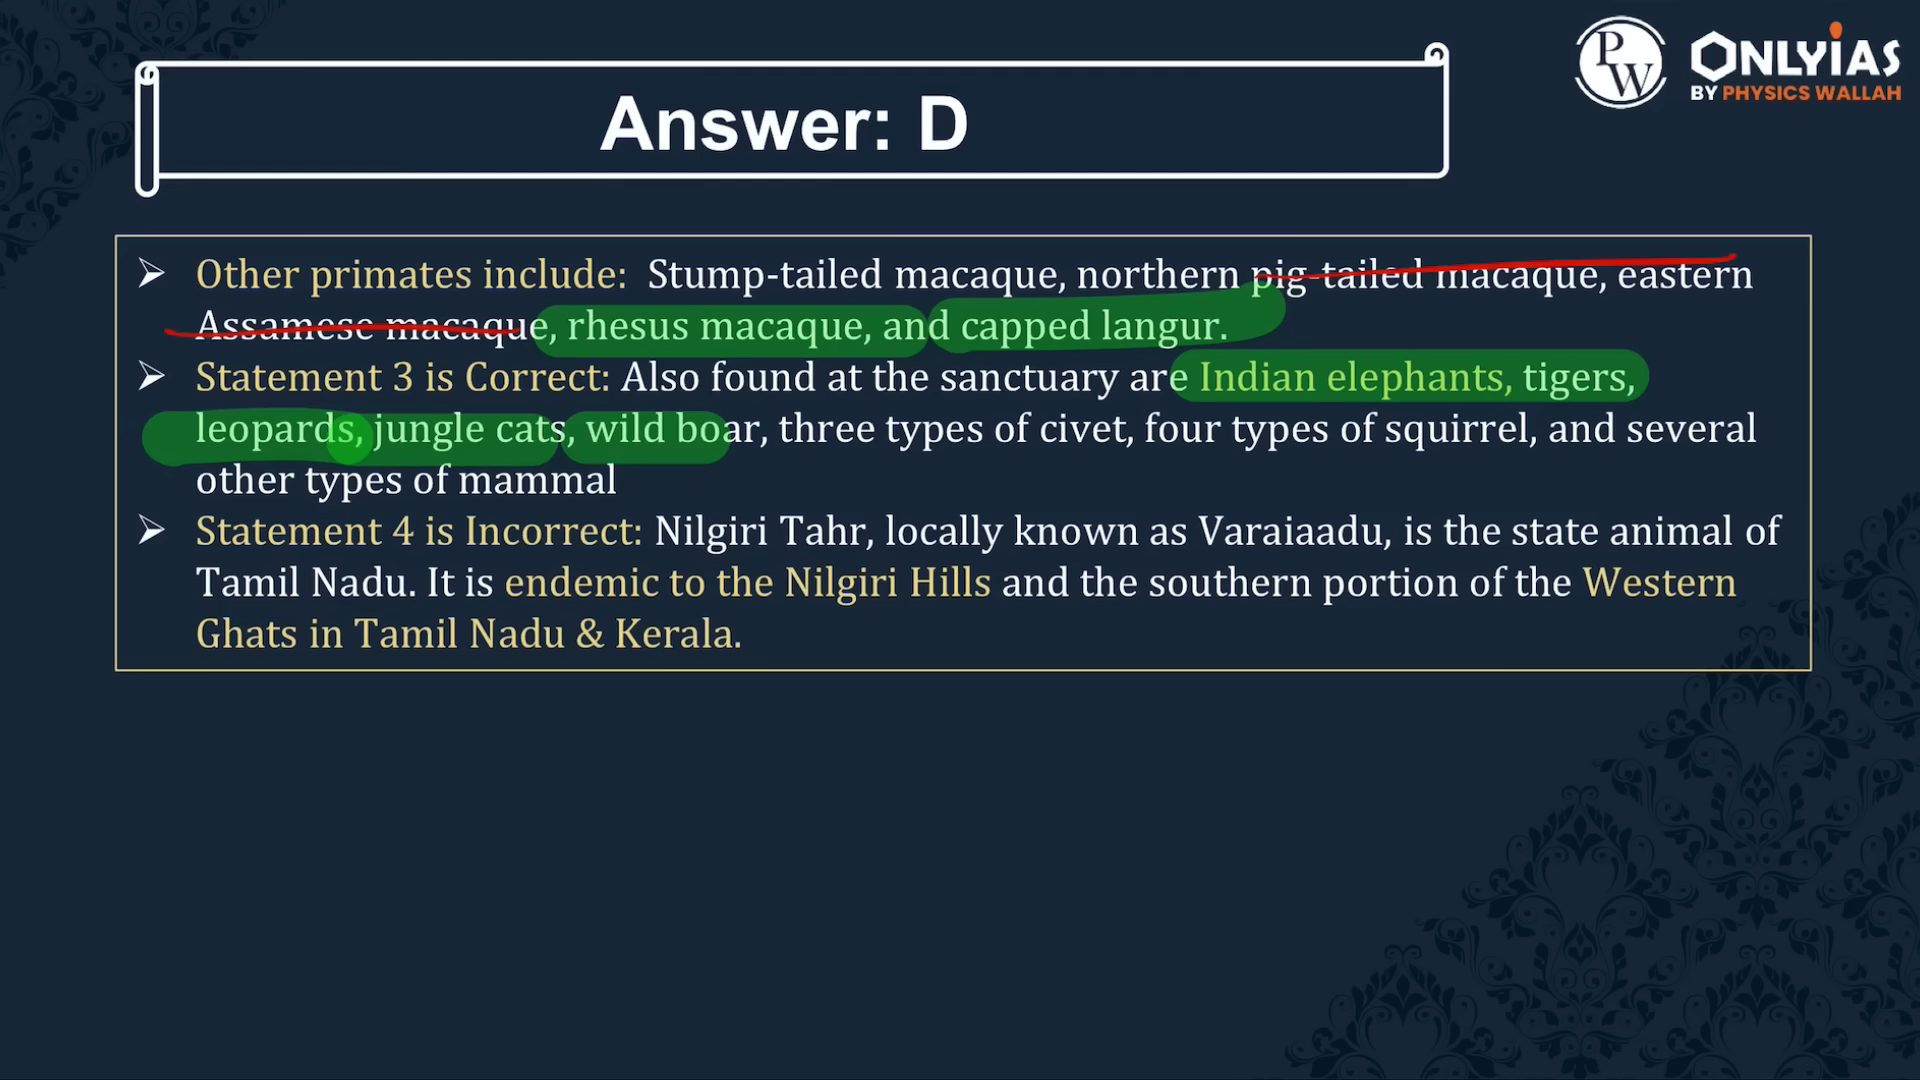 PW ONLYIAS
BY PHYSICS WALLAH
Answer: D
Other primates include: Stump-tailed macaque, northern pig-tailed macaque, eastern
Assamese macaque, rhesus macaque, and capped langur.
Statement 3 is Correct: Also found at the sanctuary are Indian elephants, tigers,
leopards, jungle cats, wild boar, three types of civet, four types of squirrel, and several
other types of mammal
Statement 4 is Incorrect: Nilgiri Tahr, locally known as Varaiaadu, is the state animal of
Tamil Nadu. It is endemic to the Nilgiri Hills and the southern portion of the Western
Ghats in Tamil Nadu & Kerala.